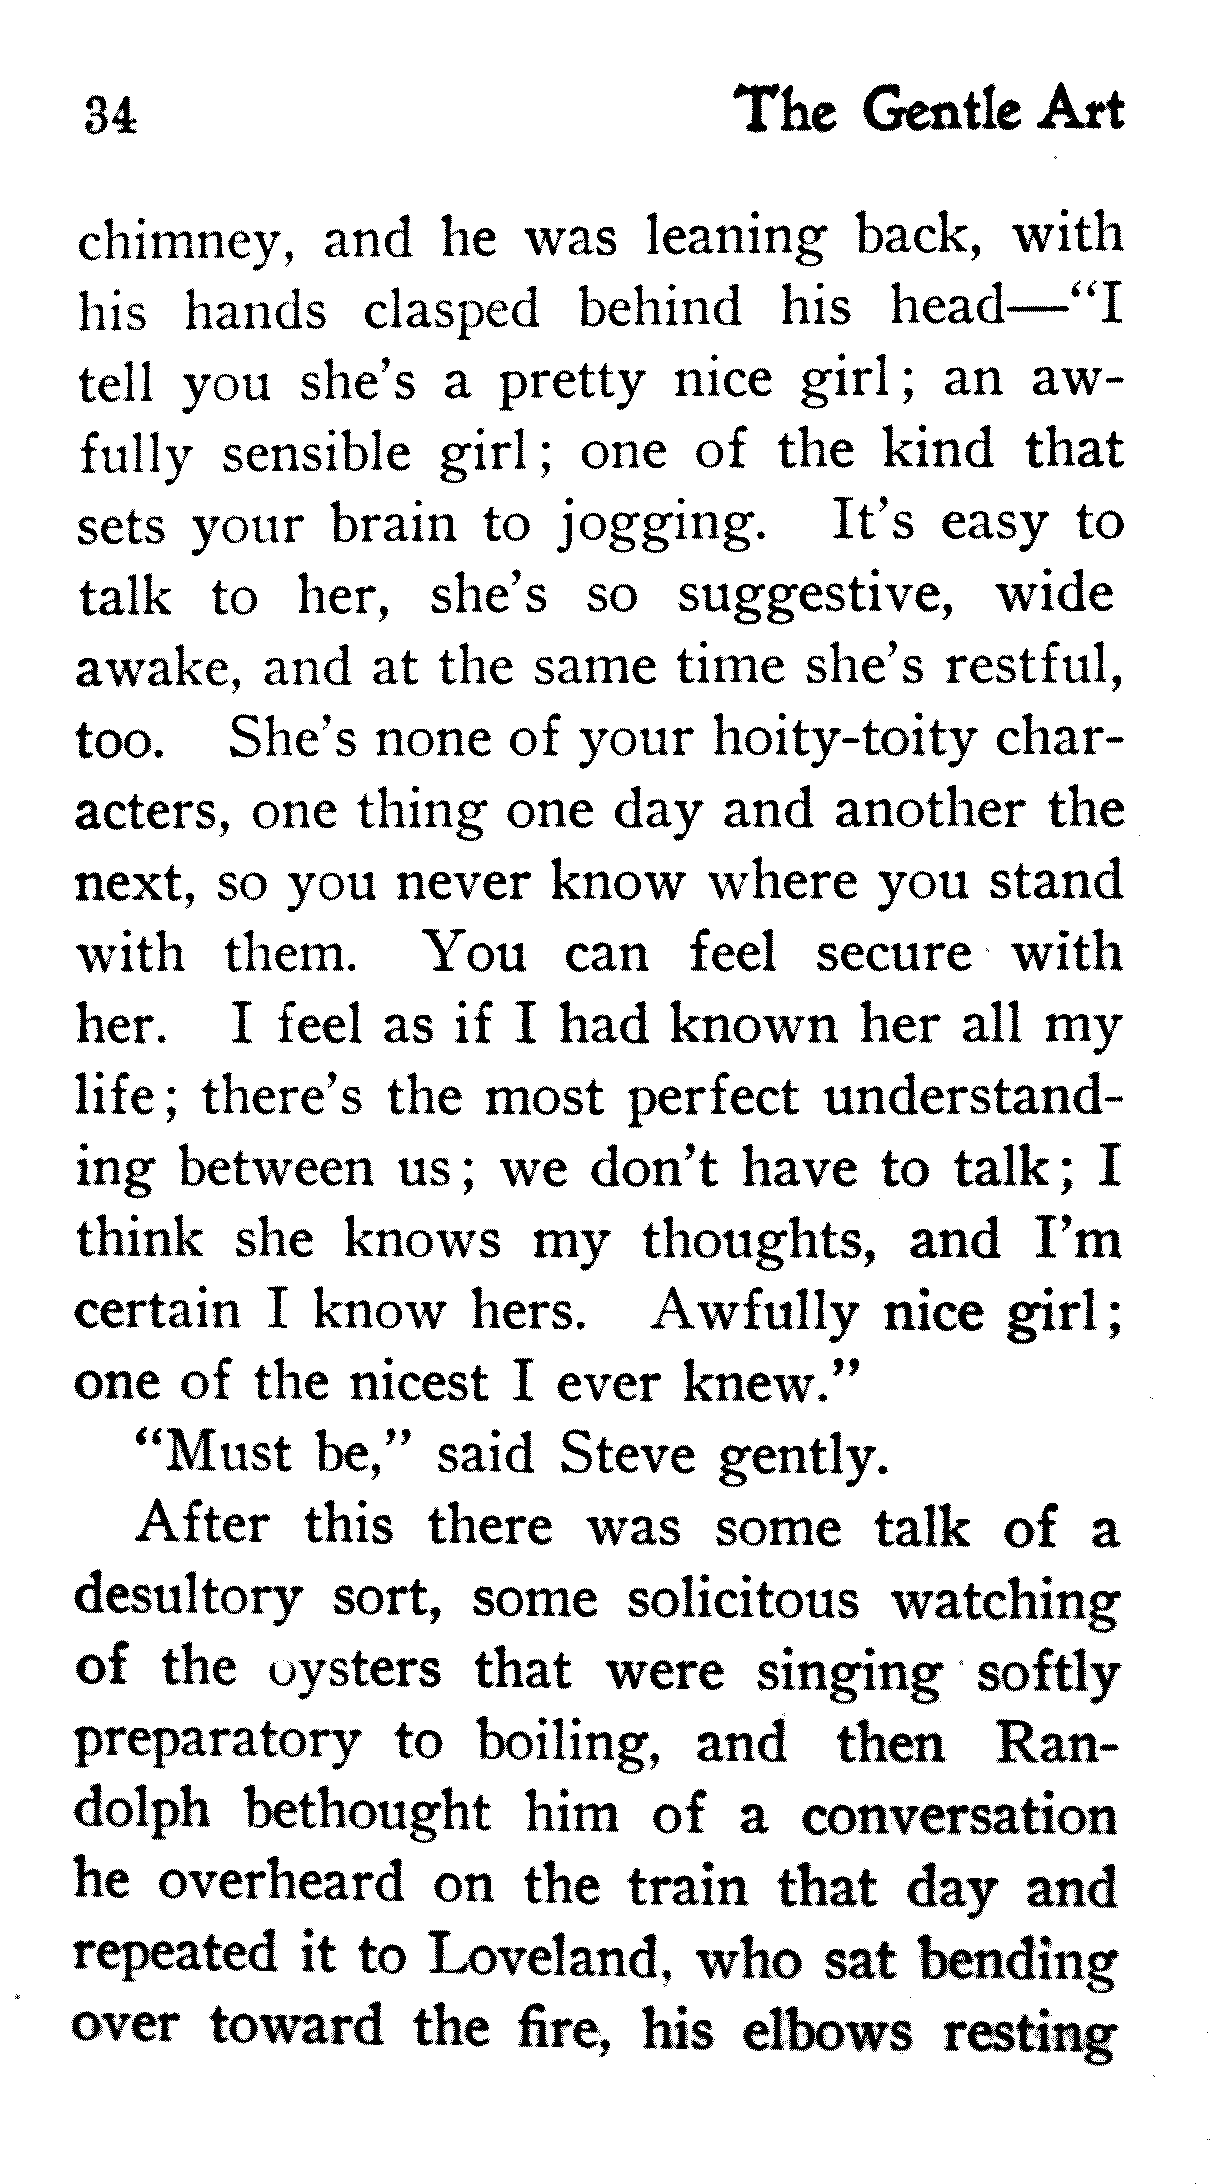 34 The Gentle Art
chimney, and he was leaning back, with
his hands clasped behind his head—“I
tell you she’s a pretty nice girl; an aw-
fully sensible girl; one of the kind that
sets your brain to jogging. It’s easy to
talk to her, she’s so suggestive, wide
awake, and at the same time she’s restful,
too. She’s none of your hoity-toity char-
acters, one thing one day and another the
next, so you never know where you stand
with them. You can feel secure with
her. I feel as if I had known her all my
life; there’s the most perfect understand-
ing between us; we don’t have to talk; I
think she knows my thoughts, and I’m
certain I know hers. Awfully nice girl;
one of the nicest I ever knew.”
“Must be,” said Steve gently.
After this there was some talk of a
desultory sort, some solicitous watching
of the oysters that were singing softly
preparatory to boiling, and then Ran-
dolph bethought him of a conversation
he overheard on the train that day and
repeated it to Loveland, who sat bending
over toward the fire, his elbows resting